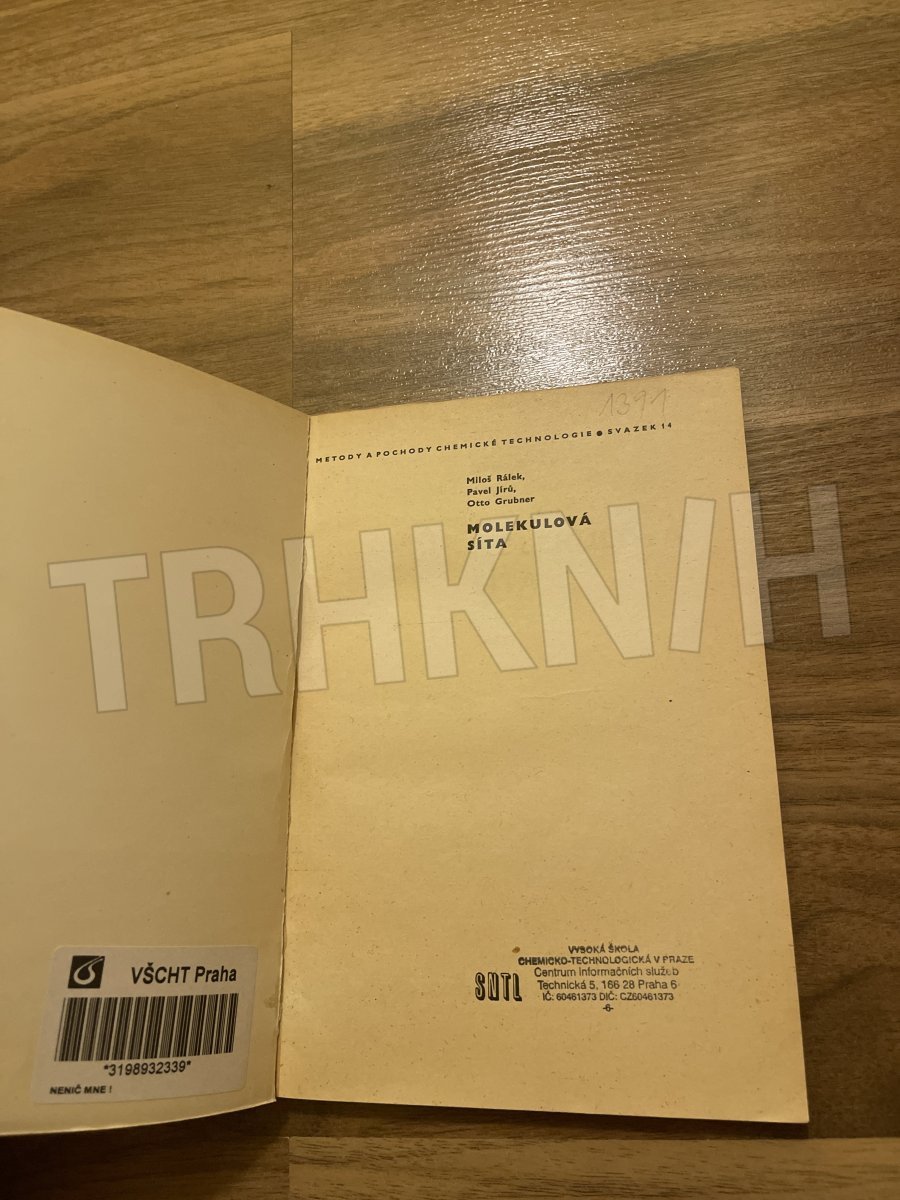 1391
METODY A POCHODY CHEMICKÉ TECHNOLOGIE ● SVAZEK 14
Miloš Rálek,
Pavel Jírů,
Otto Grubner
MOLEKULOVÁ
SÍTA
TRHKNIH
VŠCHT Praha
*3198932339*
NENIČ MNE !
SNTL
VYSOKÁ ŠKOLA
CHEMICKO-TECHNOLOGICKÁ V PRAZE
Centrum informačních služeb
Technická 5, 166 28 Praha 6
IČ: 60461373 DIČ: CZ60461373
-6-